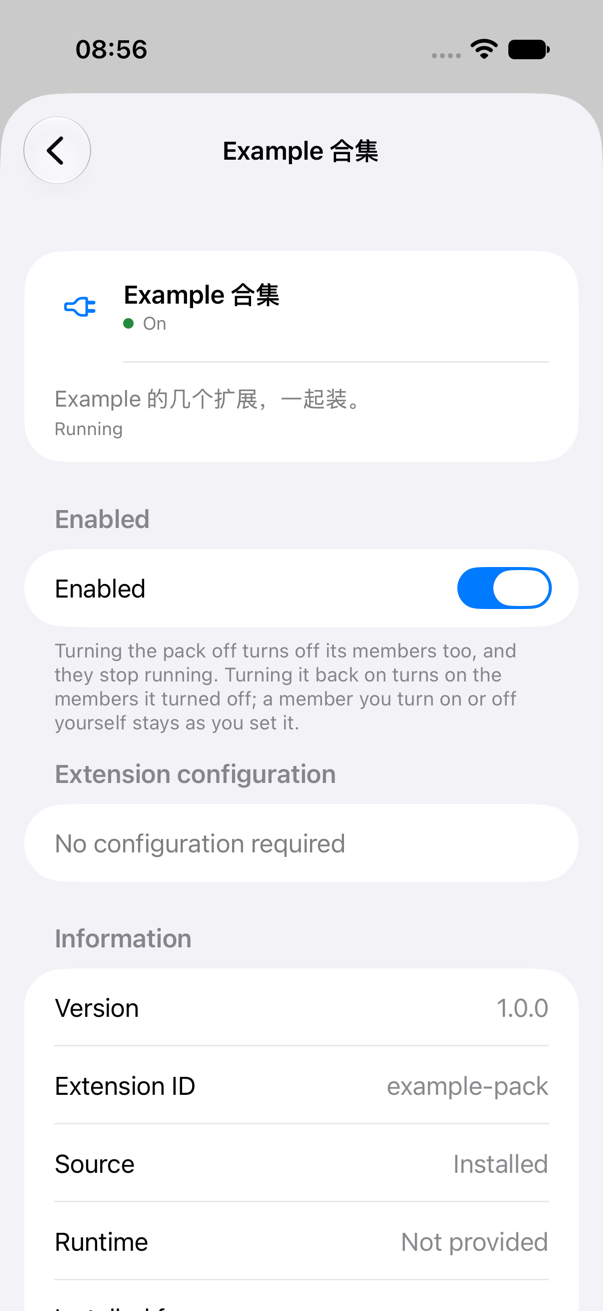 08:56
Example 合集
Example 合集
On
Example 的几个扩展，一起装。
Running
Enabled
Enabled
Turning the pack off turns off its members too, and
they stop running. Turning it back on turns on the
members it turned off; a member you turn on or off
yourself stays as you set it.
Extension configuration
No configuration required
Information
Version 1.0.0
Extension ID example-pack
Source Installed
Runtime Not provided